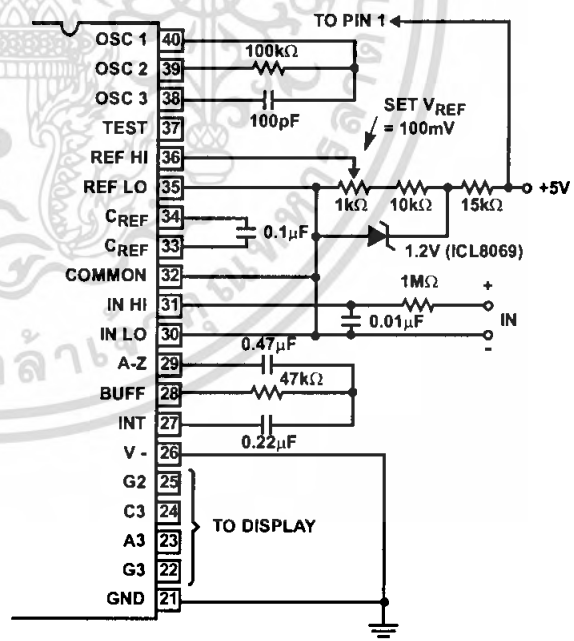 TO PIN 1
OSC 1 40
100kΩ
OSC 2 39
OSC 3 38
100pF
SET VREF
= 100mV
TEST 37
REF HI 36
REF LO 35
1kΩ 10kΩ 15kΩ +5V
CREF 34
0.1μF
1.2V (ICL8069)
CREF 33
COMMON 32
1MΩ +
IN HI 31
0.01μF IN
IN LO 30
-
0.47μF
A-Z 29
47kΩ
BUFF 28
INT 27
0.22μF
V - 26
G2 25
C3 24
TO DISPLAY
A3 23
G3 22
GND 21